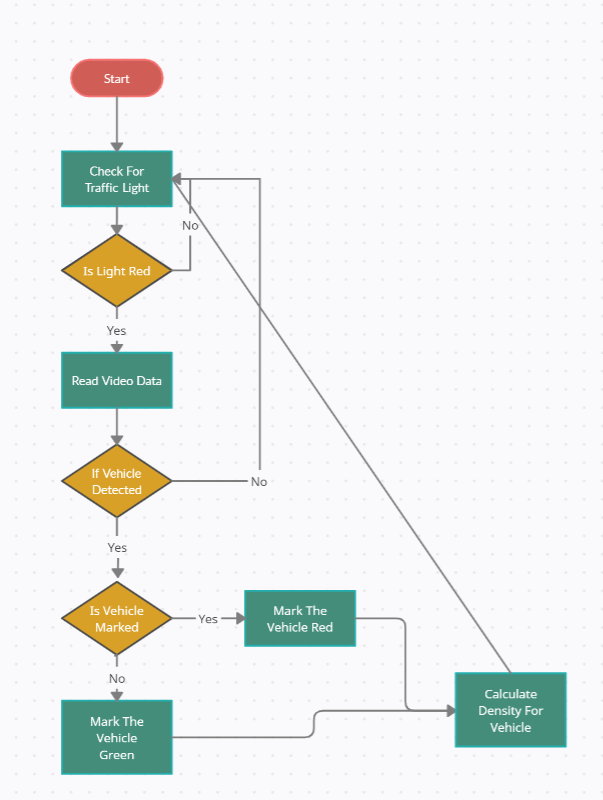 Start
Check For
Traffic Light
No
Is Light Red
Yes
Read Video Data
If Vehicle
Detected
No
Yes
Is Vehicle
Marked
Yes
Mark The
Vehicle Red
No
Mark The
Vehicle
Green
Calculate
Density For
Vehicle